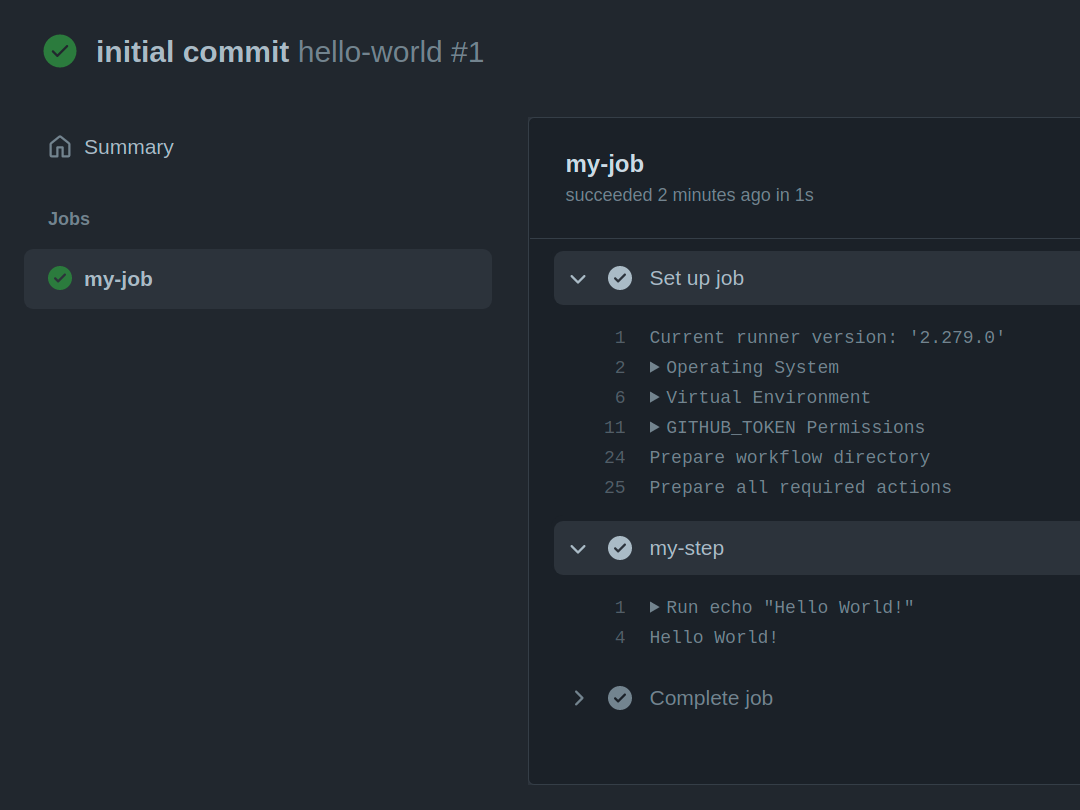 initial commit hello-world #1
Summary
Jobs
my-job
my-job
succeeded 2 minutes ago in 1s
Set up job
1 Current runner version: '2.279.0'
2 Operating System
6 Virtual Environment
11 GITHUB_TOKEN Permissions
24 Prepare workflow directory
25 Prepare all required actions
my-step
1 Run echo "Hello World!"
4 Hello World!
Complete job